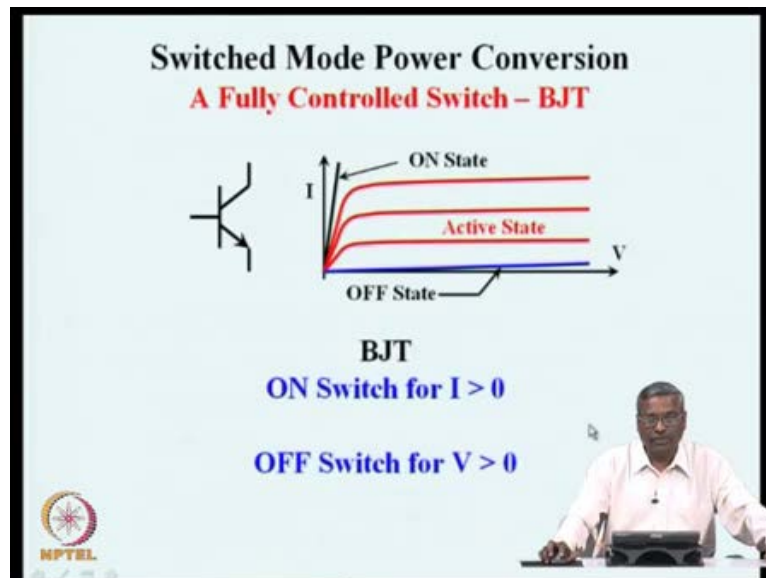 Switched Mode Power Conversion
A Fully Controlled Switch – BJT
ON State
I
Active State
V
OFF State
BJT
ON Switch for I > 0
OFF Switch for V > 0
NPTEL